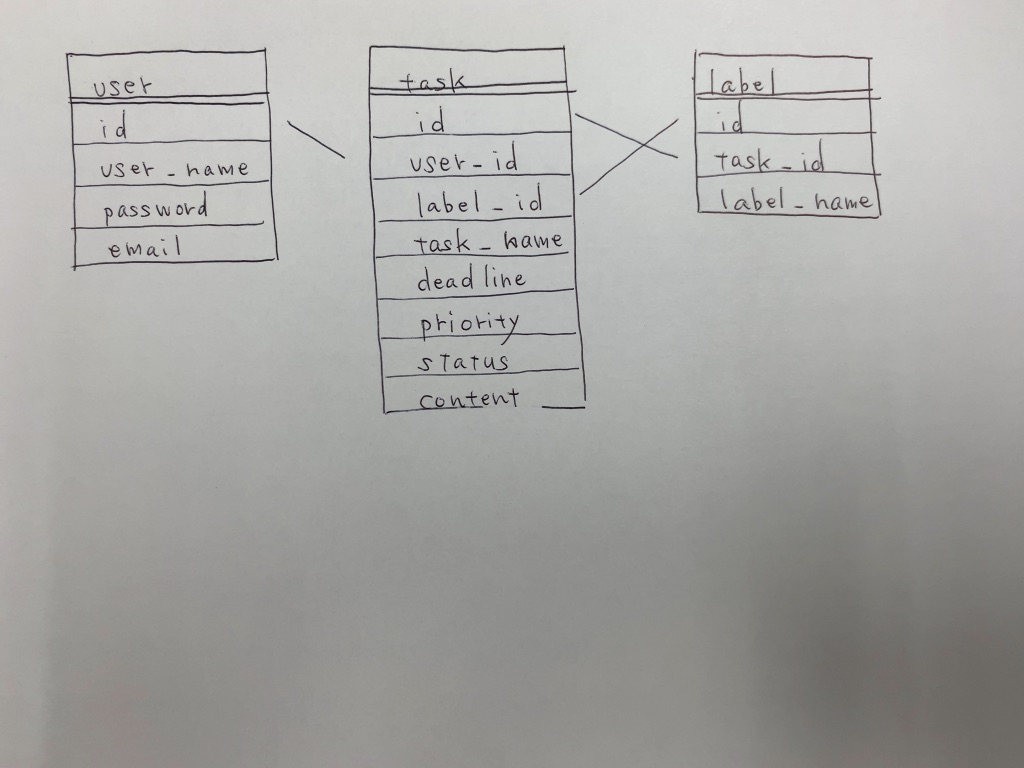 user
id
user_name
password
email
task
id
user_id
label_id
task_name
deadline
priority
status
content
label
id
task_id
label_name